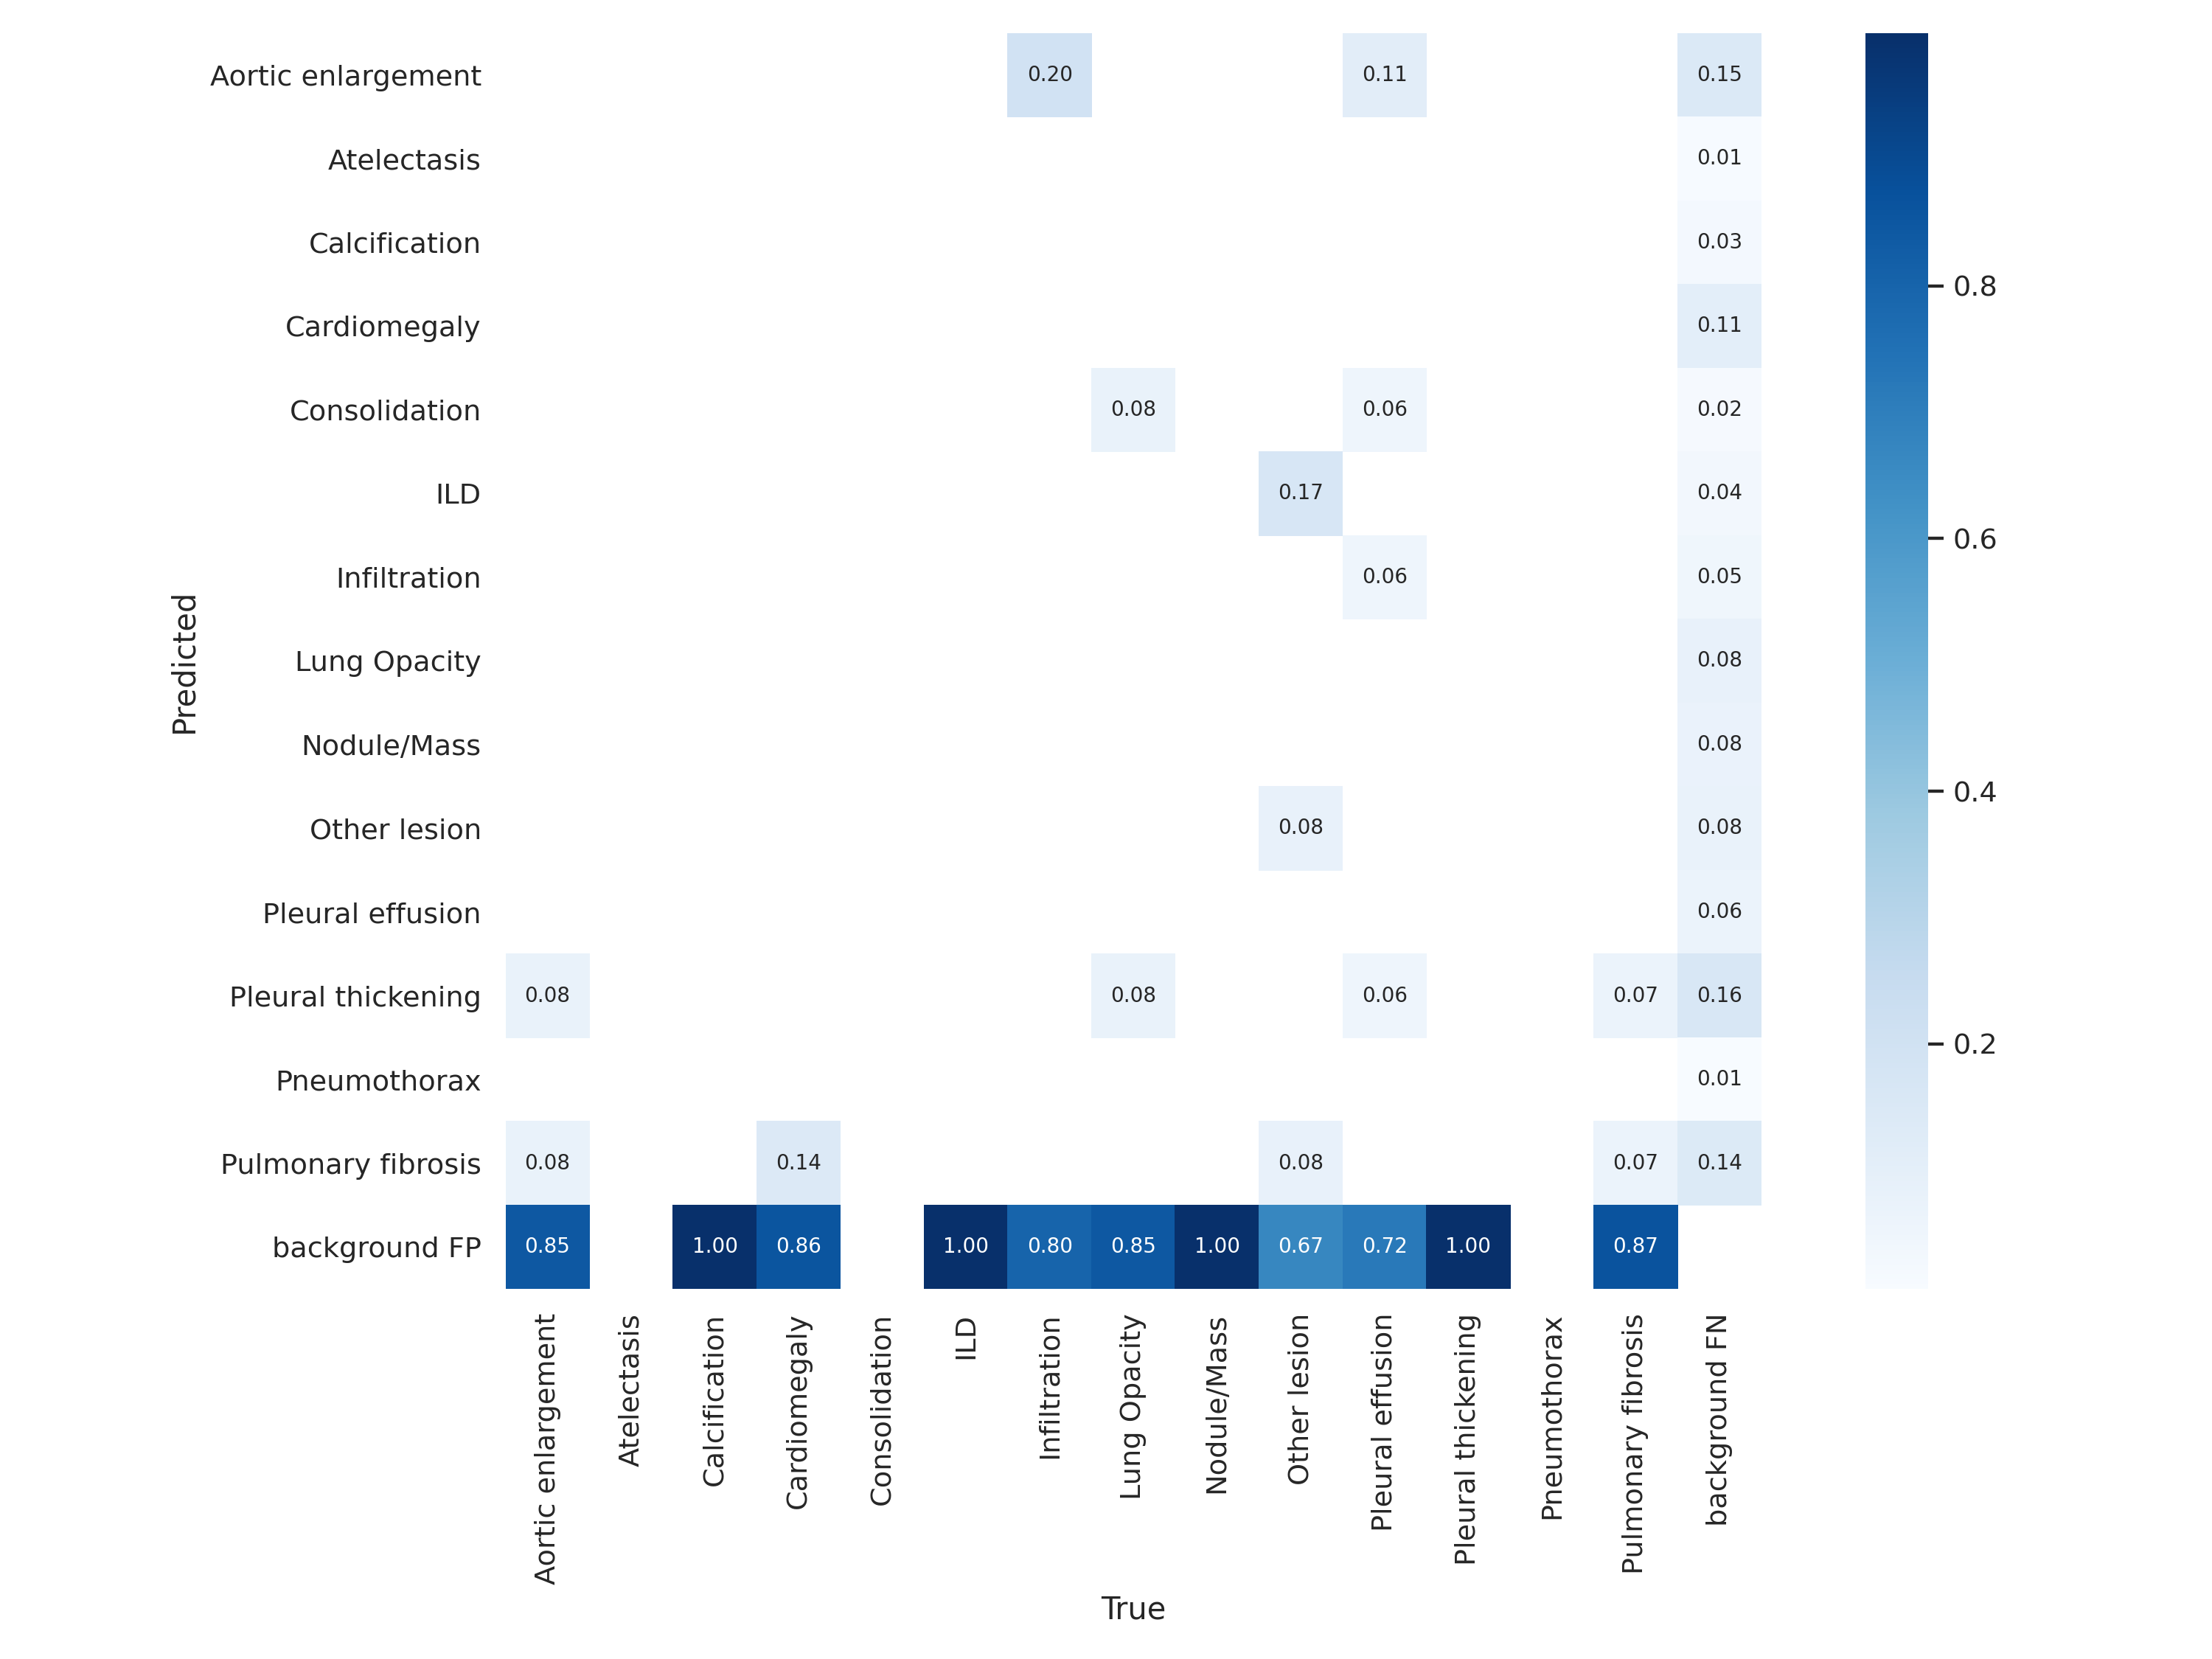 Aortic enlargement 0.20 0.11 0.15
Atelectasis 0.01
Calcification 0.03
Cardiomegaly 0.11
0.8
Consolidation 0.08 0.06 0.02
ILD 0.17 0.04
0.6
Infiltration 0.06 0.05
Predicted
Lung Opacity 0.08
Nodule/Mass 0.08
0.4
Other lesion 0.08 0.08
Pleural effusion 0.06
Pleural thickening 0.08 0.08 0.06 0.07 0.16
0.2
Pneumothorax 0.01
Pulmonary fibrosis 0.08 0.14 0.08 0.07 0.14
background FP 0.85 1.00 0.86 1.00 0.80 0.85 1.00 0.67 0.72 1.00 0.87
Aortic enlargement
Atelectasis
Calcification
Cardiomegaly
Consolidation
ILD
Infiltration
Lung Opacity
Nodule/Mass
Other lesion
Pleural effusion
Pleural thickening
Pneumothorax
Pulmonary fibrosis
background FN
True